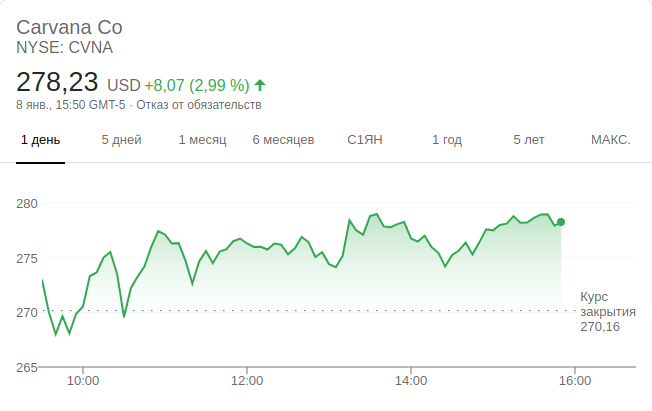 Carvana Co
NYSE: CVNA
278,23 USD +8,07 (2,99 %)
8 янв., 15:50 GMT-5 · Отказ от обязательств
1 день 5 дней 1 месяц 6 месяцев С1ЯН 1 год 5 лет МАКС.
280
275
270
265
Курс
закрытия
270,16
10:00 12:00 14:00 16:00